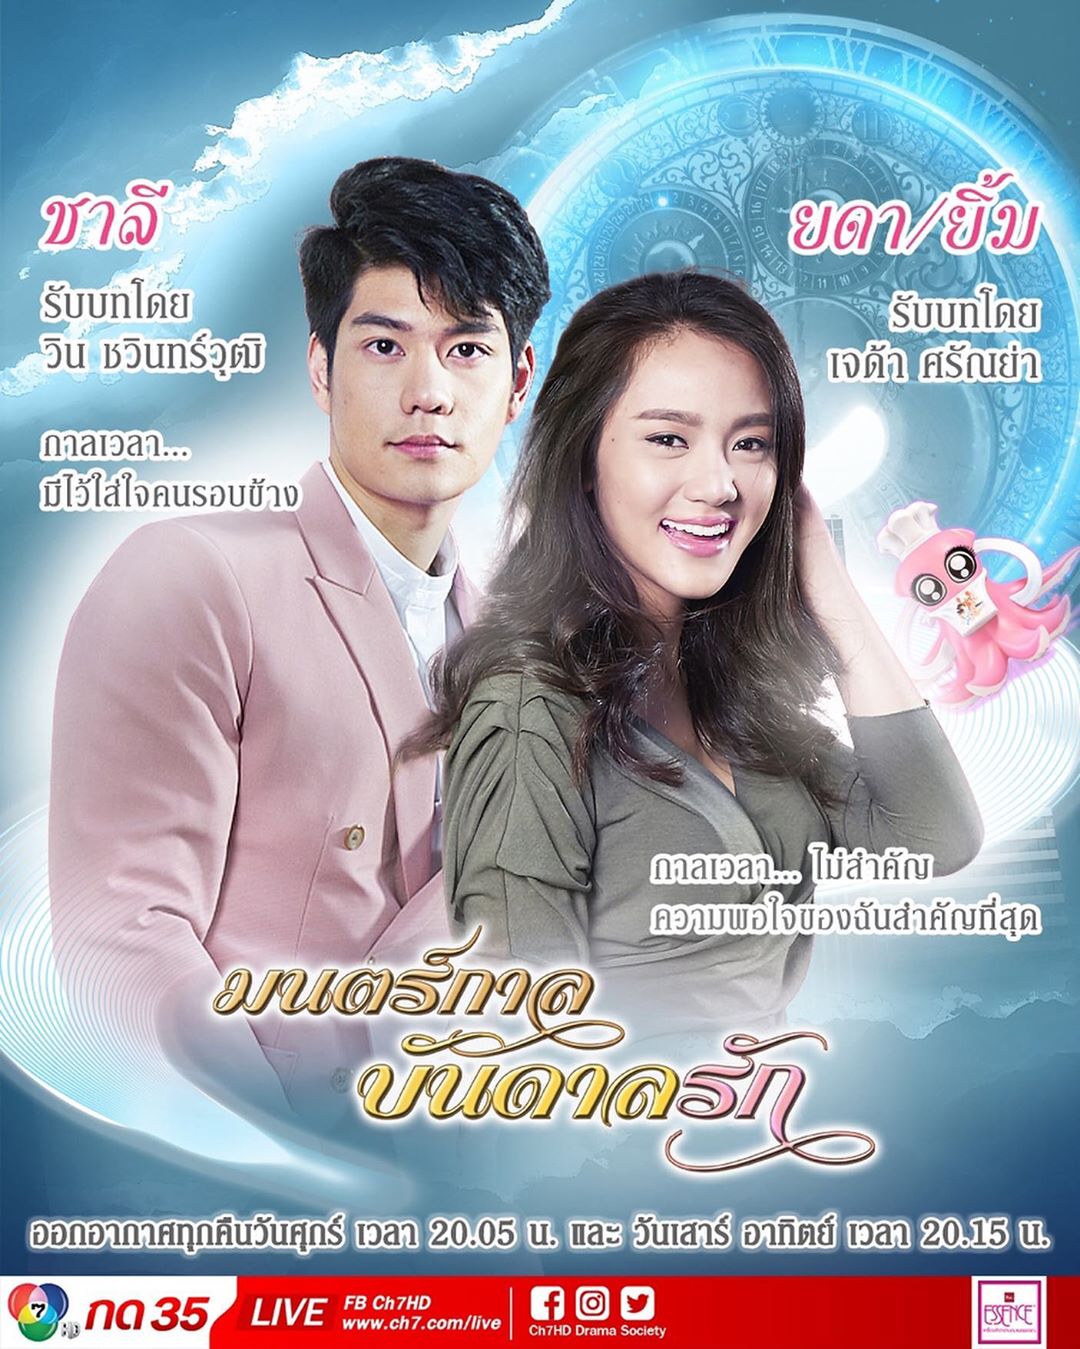 ชาลี
รับบทโดย
วิน ชวินทร์วุฒิ
กาลเวลา...
มีไว้ใส่ใจคนรอบข้าง
ยดา/ยิ้ม
รับบทโดย
เจด้า ศรัณย่า
กาลเวลา... ไม่สำคัญ
ความพอใจของฉันสำคัญที่สุด
มนตร์กาล
บันดาลรัก
ออกอากาศทุกคืนวันศุกร์ เวลา 20.05 น. และ วันเสาร์ อาทิตย์ เวลา 20.15 น.
7 HD กด 35
LIVE
FB Ch7HD
www.ch7.com/live
Ch7HD Drama Society
ESSENCE